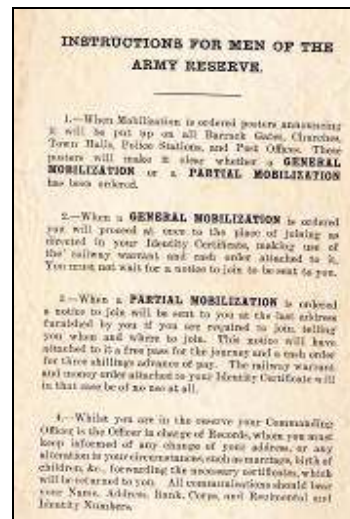 INSTRUCTIONS FOR MEN OF THE
ARMY RESERVE.
1.—When Mobilization is ordered posters announcing
it will be put up on all Barrack Gates, Churches,
Town Halls, Police Stations, and Post Offices. These
posters will make it clear whether a GENERAL
MOBILIZATION or a PARTIAL MOBILIZATION
has been ordered.
2.—When a GENERAL MOBILIZATION is ordered
you will proceed at once to the place of joining as
directed in your Identity Certificate, making use of
the railway warrant and cash order attached to it.
You must not wait for a notice to join to be sent to you.
3.—When a PARTIAL MOBILIZATION is ordered
a notice to join will be sent to you at the last address
furnished by you if you are required to join, telling
you when and where to join. This notice will have
attached to it a free pass for the journey and a cash order
for three shillings advance of pay. The railway warrant
and money order attached to your Identity Certificate will
in that case be of no use at all.
4.—Whilst you are in the reserve your Commanding
Officer is the Officer in charge of Records, whom you must
keep informed of any change of your address, or any
alteration in your circumstances, such as marriage, birth of
children, &c., forwarding the necessary certificates, which
will be returned to you. All communications should bear
your Name, Address, Rank, Corps, and Regimental and
Identity Numbers.